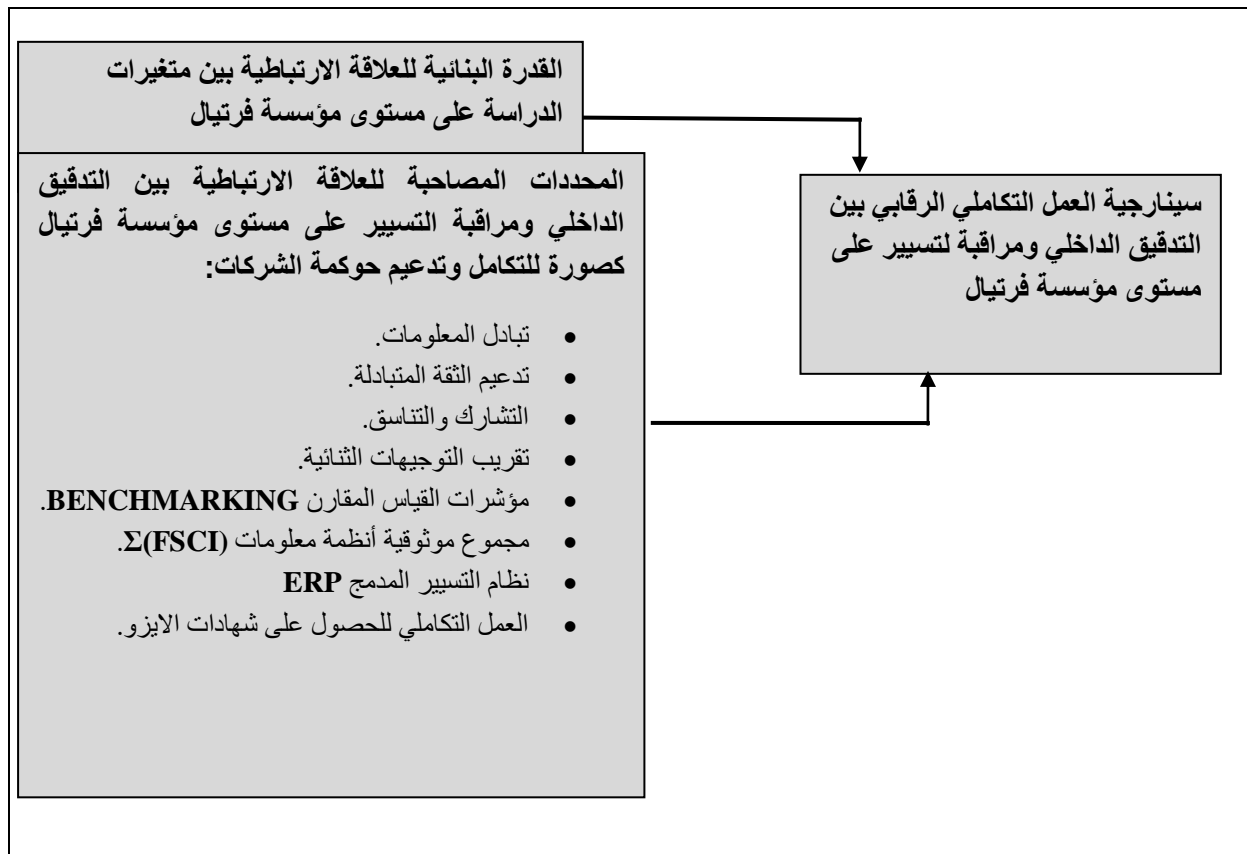 القدرة البنائية للعلاقة الارتباطية بين متغيرات
الدراسة على مستوى مؤسسة فرتيال
المحددات المصاحبة للعلاقة الارتباطية بين التدقيق
الداخلي ومراقبة التسيير على مستوى مؤسسة فرتيال
كصورة للتكامل وتدعيم حوكمة الشركات:
• تبادل المعلومات.
• تدعيم الثقة المتبادلة.
• التشارك والتناسق.
• تقريب التوجيهات الثنائية.
• مؤشرات القياس المقارن BENCHMARKING.
• مجموع موثوقية أنظمة معلومات Σ(FSCI).
• نظام التسيير المدمج ERP
• العمل التكاملي للحصول على شهادات الايزو.
سينارجية العمل التكاملي الرقابي بين
التدقيق الداخلي ومراقبة لتسيير على
مستوى مؤسسة فرتيال